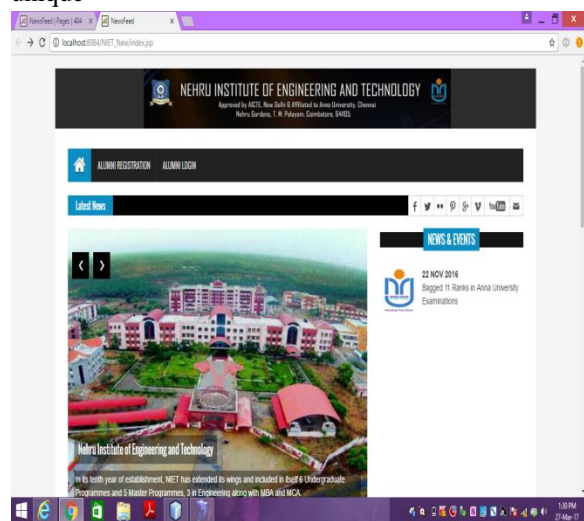 unique
NewsFeed | Pages | 404
NewsFeed
localhost:8084/NIET_New/index.jsp
NEHRU INSTITUTE OF ENGINEERING AND TECHNOLOGY
Approved by AICTE, New Delhi & Affiliated to Anna University, Chennai
Nehru Gardens, T. M. Palayam, Coimbatore, 641105
ALUMNI REGISTRATION ALUMNI LOGIN
Latest News
NEWS & EVENTS
22 NOV 2016
Bagged 11 Ranks in Anna University
Examinations
Nehru Institute of Engineering and Technology
In its tenth year of establishment, NIET has extended its wings and included in itself 6 Undergraduate
Programmes and 5 Master Programmes, 3 in Engineering along with MBA and MCA.
1:30 PM
27-Mar-17